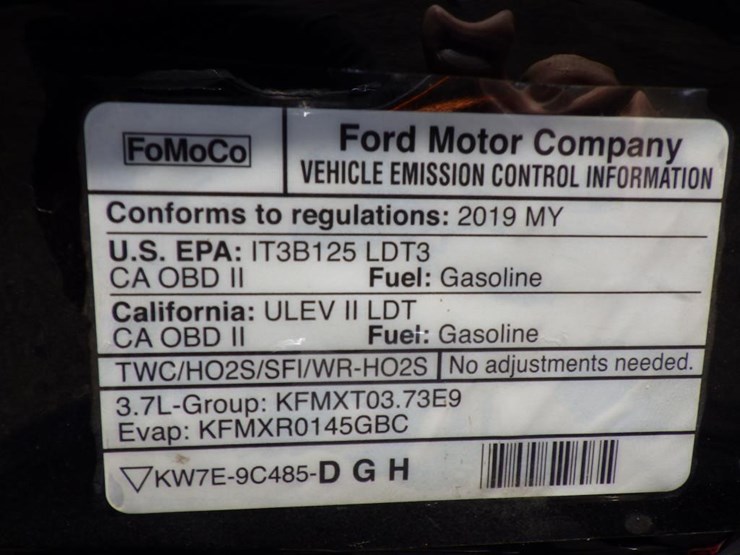 FoMoCo
Ford Motor Company
VEHICLE EMISSION CONTROL INFORMATION
Conforms to regulations: 2019 MY
U.S. EPA: IT3B125 LDT3
CA OBD II Fuel: Gasoline
California: ULEV II LDT
CA OBD II Fuel: Gasoline
TWC/HO2S/SFI/WR-HO2S No adjustments needed.
3.7L-Group: KFMXT03.73E9
Evap: KFMXR0145GBC
KW7E-9C485-D G H